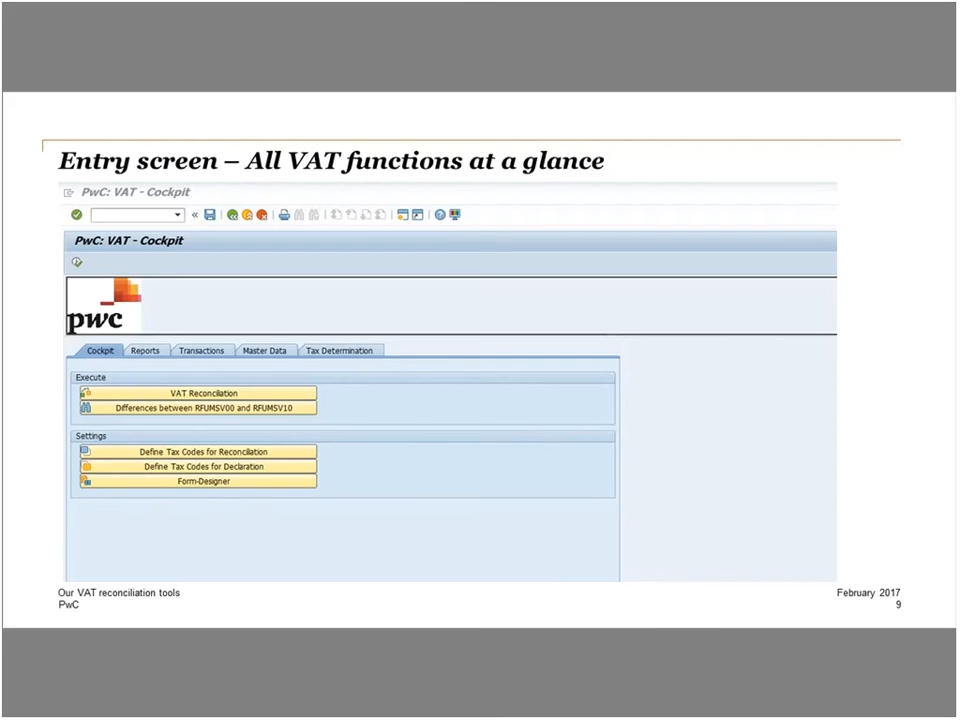 Entry screen – All VAT functions at a glance
PwC: VAT - Cockpit
PwC: VAT - Cockpit
pwc
Cockpit Reports Transactions Master Data Tax Determination
Execute
VAT Reconciliation
Differences between RFUMSV00 and RFUMSV10
Settings
Define Tax Codes for Reconciliation
Define Tax Codes for Declaration
Form-Designer
Our VAT reconciliation tools February 2017
PwC 9